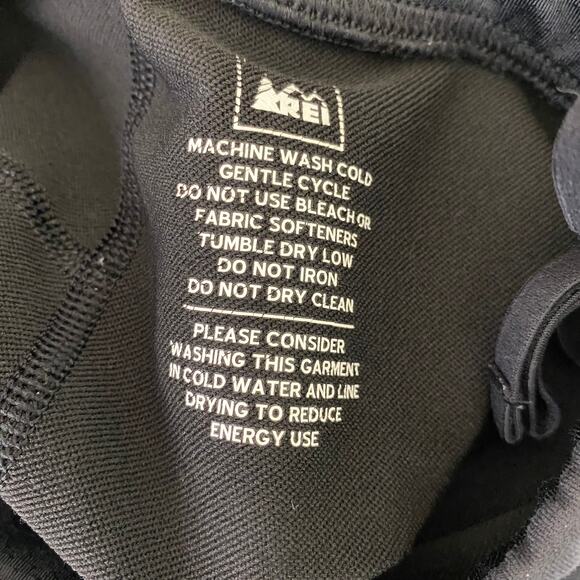 REI
MACHINE WASH COLD
GENTLE CYCLE
DO NOT USE BLEACH OR
FABRIC SOFTENERS
TUMBLE DRY LOW
DO NOT IRON
DO NOT DRY CLEAN
PLEASE CONSIDER
WASHING THIS GARMENT
IN COLD WATER AND LINE
DRYING TO REDUCE
ENERGY USE